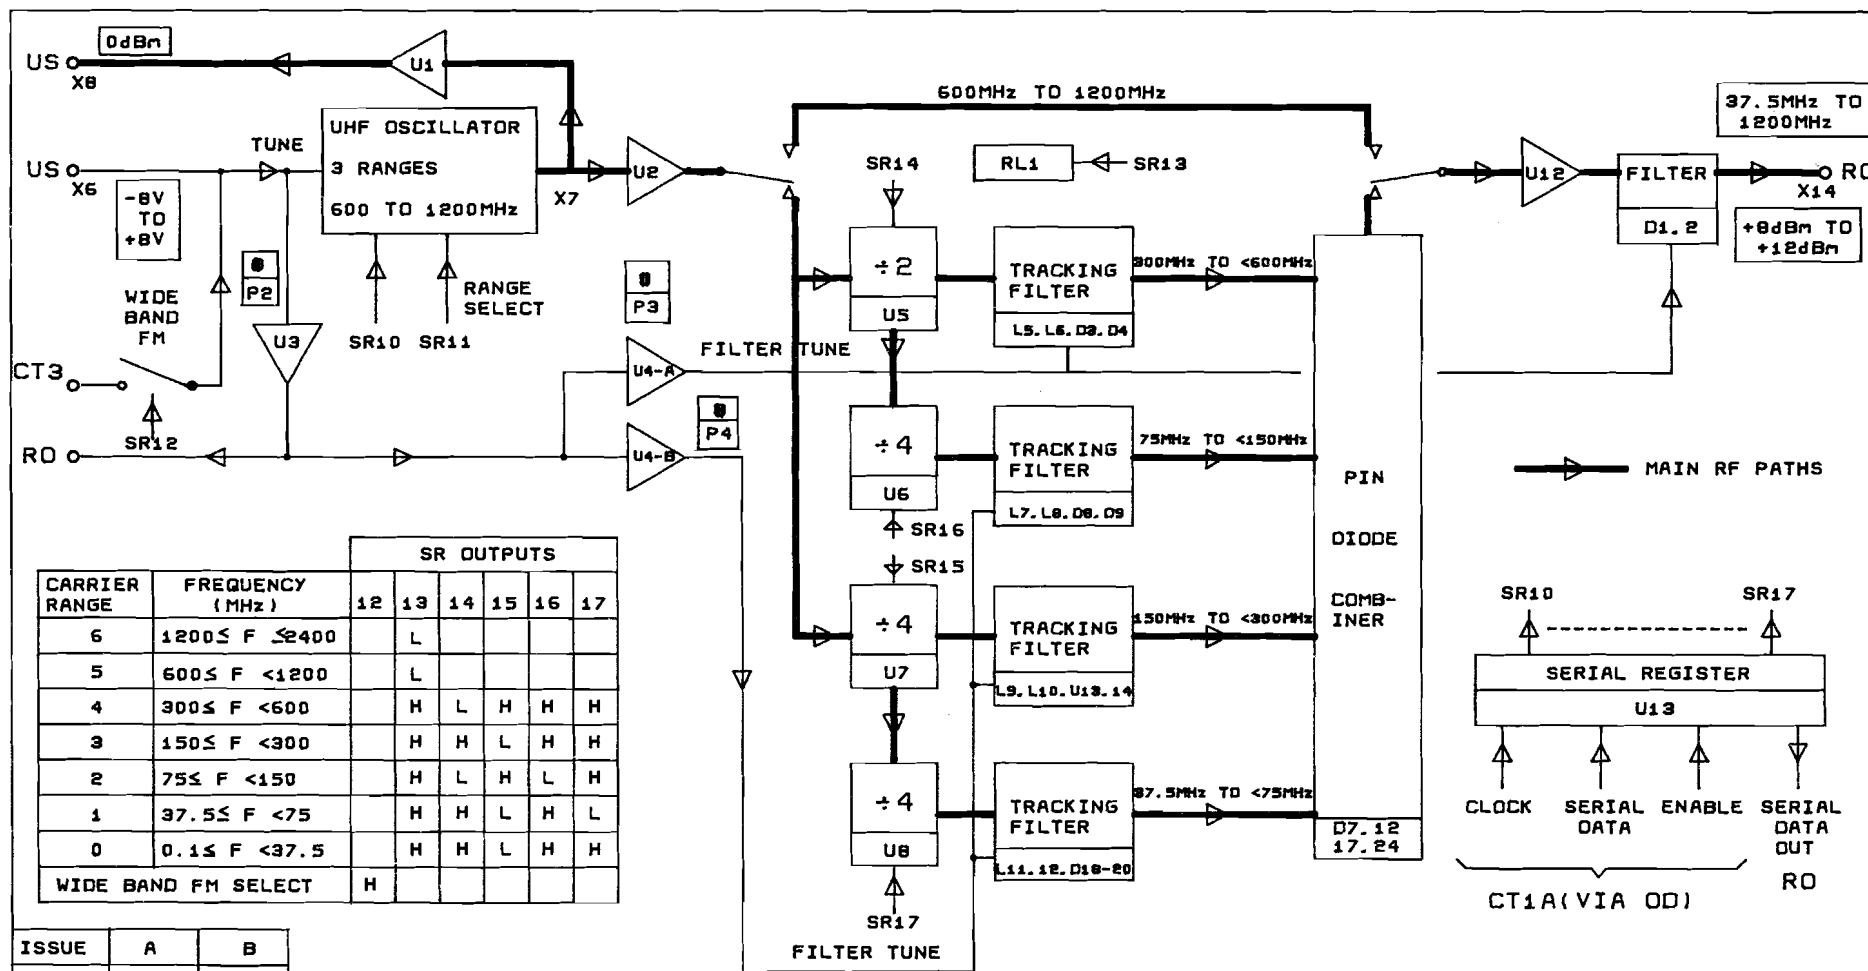 US
X8
0dBm
U1
US
X6
-8V
TO
+8V
TUNE
UHF OSCILLATOR
3 RANGES
600 TO 1200MHz
X7
U2
600MHz TO 1200MHz
RL1
SR13
SR14
U12
FILTER
D1.2
37.5MHz TO
1200MHz
RO
X14
+8dBm TO
+12dBm
P2
WIDE
BAND
FM
U3
SR10
SR11
RANGE
SELECT
CT3
SR12
RO
P3
U4-A
FILTER TUNE
P4
U4-B
÷2
U5
TRACKING
FILTER
L5.L6.D3.D4
300MHz TO <600MHz
÷4
U6
SR16
TRACKING
FILTER
L7.L8.D8.D9
75MHz TO <150MHz
SR15
÷4
U7
TRACKING
FILTER
L9.L10.U13.14
150MHz TO <300MHz
÷4
U8
SR17
TRACKING
FILTER
L11.12.D18-20
37.5MHz TO <75MHz
FILTER TUNE
PIN
DIODE
COMB-
INER
D7.12
17.24
MAIN RF PATHS
SR10
SR17
SERIAL REGISTER
U13
CLOCK
SERIAL
DATA
ENABLE
SERIAL
DATA
OUT
RO
CT1A(VIA OD)
SR OUTPUTS
CARRIER RANGE FREQUENCY (MHz) 12 13 14 15 16 17
6 1200≤ F ≤2400 L
5 600≤ F <1200 L
4 300≤ F <600 H L H H H
3 150≤ F <300 H H L H H
2 75≤ F <150 H L H L H
1 37.5≤ F <75 H H L H L
0 0.1≤ F <37.5 H H L H H
WIDE BAND FM SELECT H
ISSUE A B